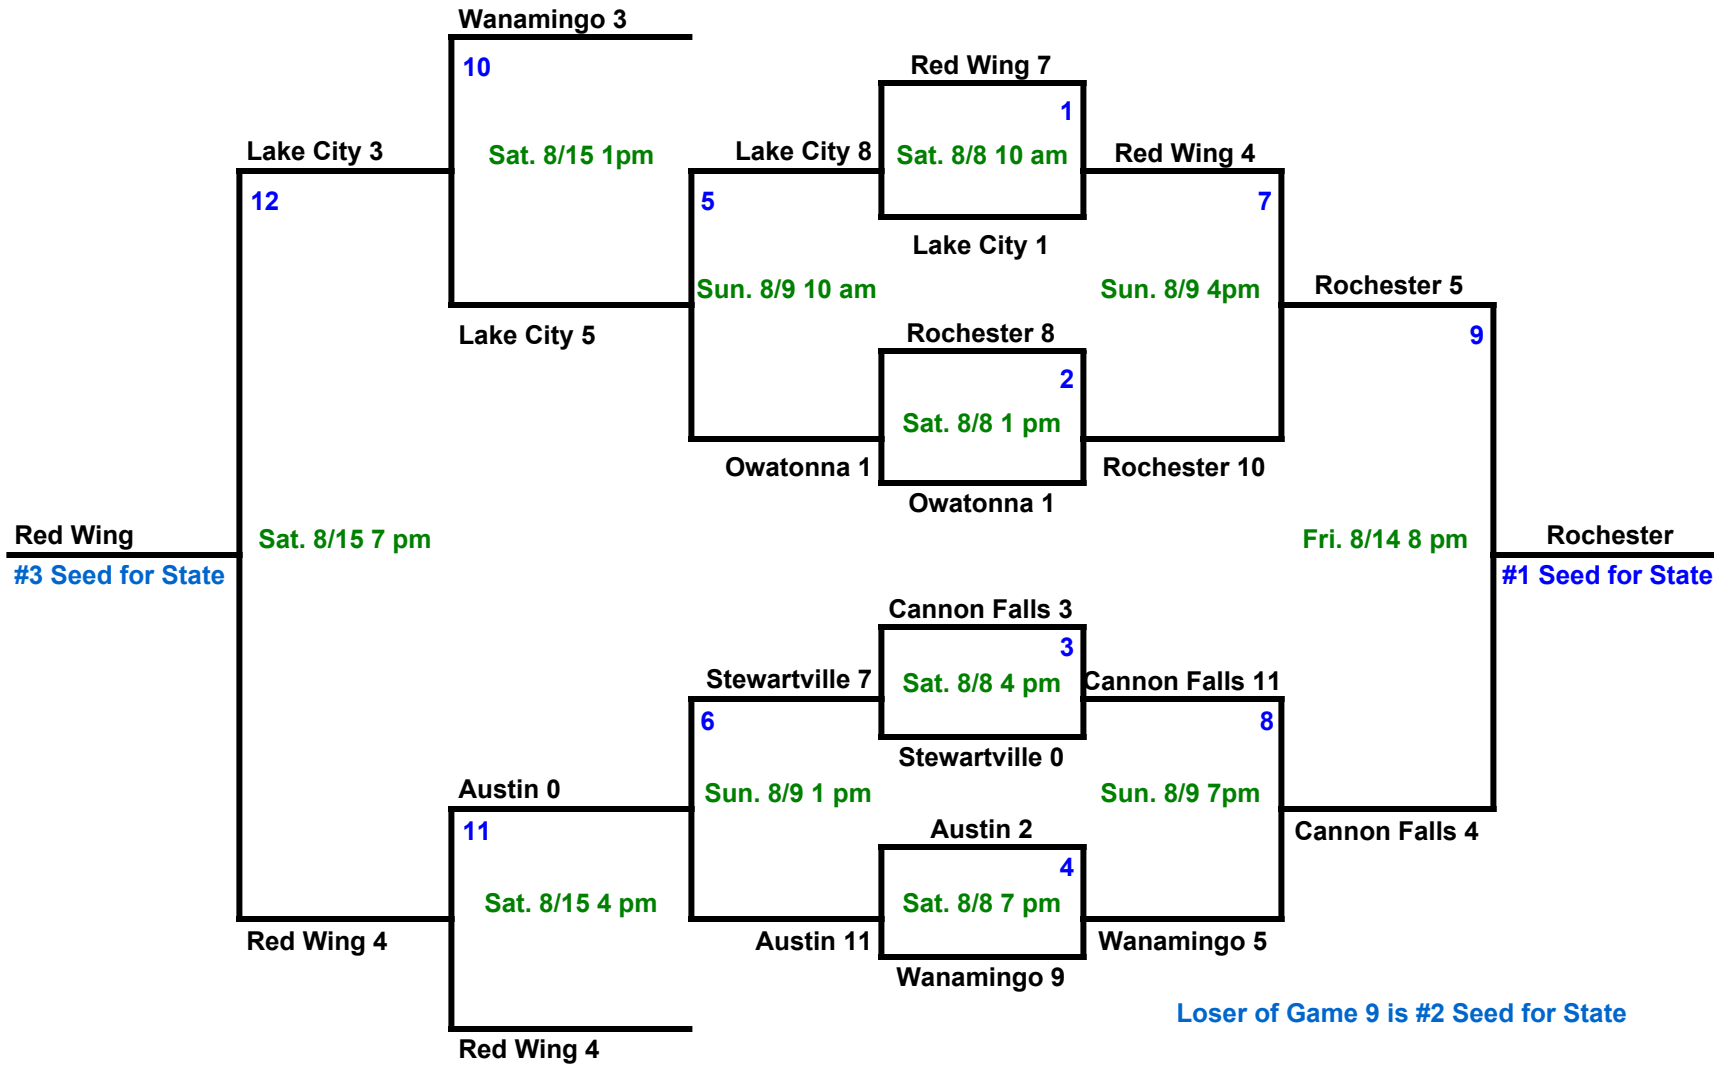 Wanamingo 3
10
Sat. 8/15 1pm
Lake City 5
Lake City 3
12
Sat. 8/15 7 pm
Red Wing 4
Red Wing
#3 Seed for State
Austin 0
11
Sat. 8/15 4 pm
Red Wing 4
Lake City 8
5
Sun. 8/9 10 am
Owatonna 1
Stewartville 7
6
Sun. 8/9 1 pm
Austin 11
Red Wing 7
1
Sat. 8/8 10 am
Lake City 1
Rochester 8
2
Sat. 8/8 1 pm
Owatonna 1
Cannon Falls 3
3
Sat. 8/8 4 pm
Stewartville 0
Austin 2
4
Sat. 8/8 7 pm
Wanamingo 9
Red Wing 4
7
Sun. 8/9 4pm
Rochester 10
Cannon Falls 11
8
Sun. 8/9 7pm
Wanamingo 5
Rochester 5
9
Fri. 8/14 8 pm
Cannon Falls 4
Rochester
#1 Seed for State
Loser of Game 9 is #2 Seed for State